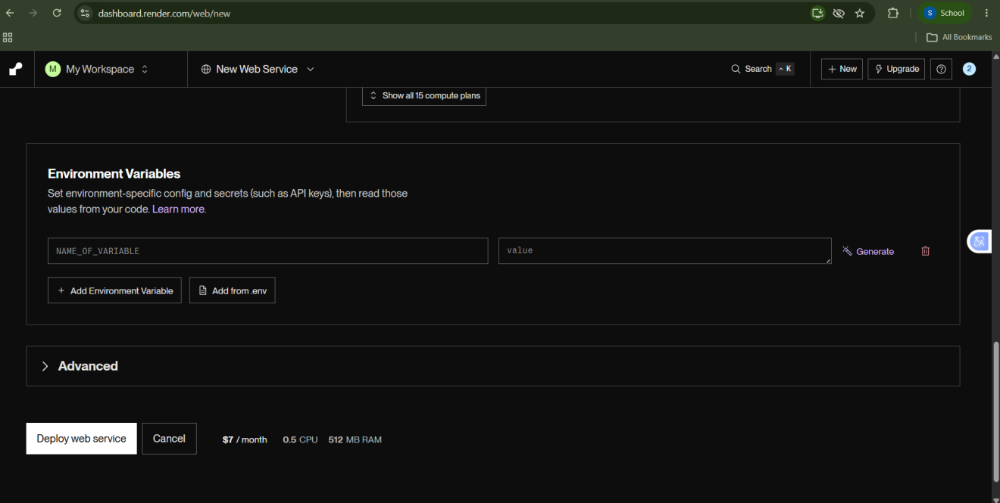 dashboard.render.com/web/new
S School
All Bookmarks
M My Workspace
New Web Service
Search ^ K
+ New
Upgrade
2
Show all 15 compute plans
Environment Variables
Set environment-specific config and secrets (such as API keys), then read those
values from your code. Learn more.
NAME_OF_VARIABLE
value
Generate
+ Add Environment Variable
Add from .env
Advanced
Deploy web service
Cancel
$7 / month
0.5 CPU
512 MB RAM